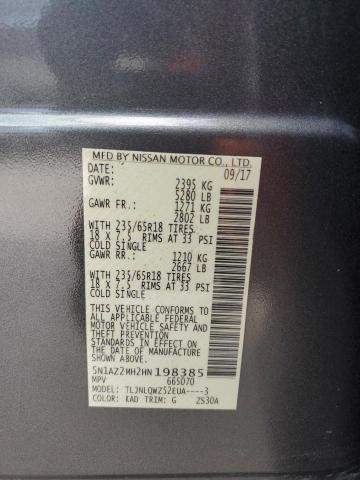 MFD BY NISSAN MOTOR CO., LTD.
DATE: 09/17
GVWR: 2395 KG
5280 LB
GAWR FR: 1271 KG
2802 LB
WITH 235/65R18 TIRES
18 X 7.5 RIMS AT 33 PSI
COLD SINGLE
GAWR RR: 1210 KG
2667 LB
WITH 235/65R18 TIRES
18 X 7.5 RIMS AT 33 PSI
COLD SINGLE
THIS VEHICLE CONFORMS TO
ALL APPLICABLE FEDERAL
MOTOR VEHICLE SAFETY AND
THEFT PREVENTION
STANDARDS IN EFFECT ON
THE DATE OF MANUFACTURE
SHOWN ABOVE.
5N1AZ2MH2HN198385
MPV 665070
MODEL: TLJNLQWZ52EUA----3
COLOR: KAD TRIM: G ZS30A